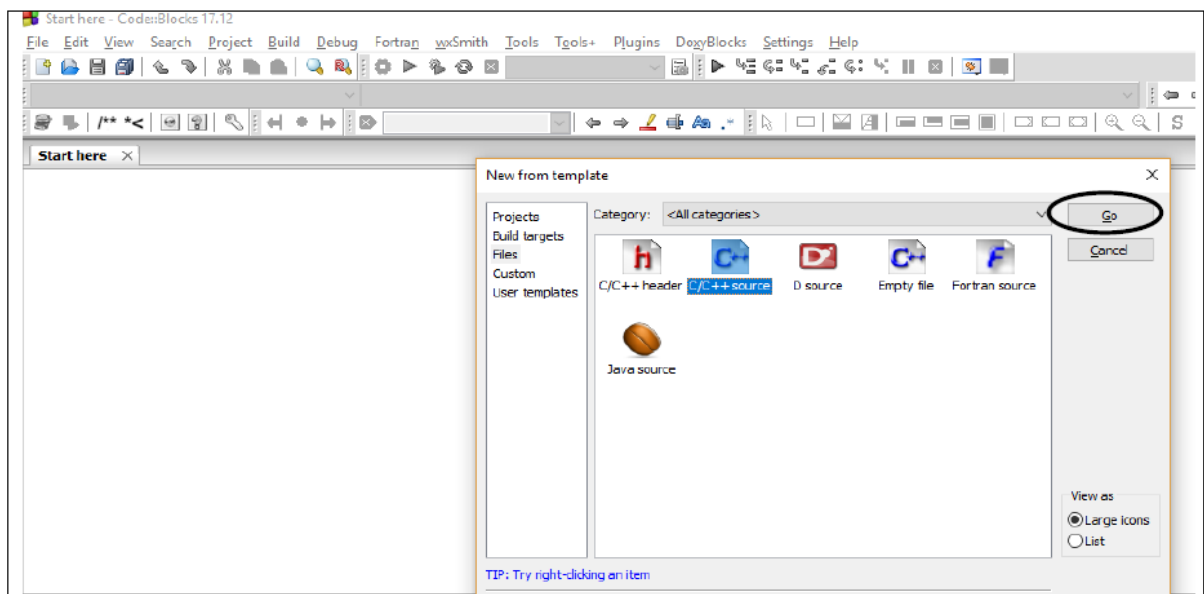 Start here - Code::Blocks 17.12
File Edit View Search Project Build Debug Fortran wxSmith Tools Tools+ Plugins DoxyBlocks Settings Help
/** *<
S
Start here
New from template
Projects
Build targets
Files
Custom
User templates
Category: <All categories>
Go
Cancel
C/C++ header C/C++ source D source Empty file Fortran source
Java source
View as
Large icons
List
TIP: Try right-clicking an item